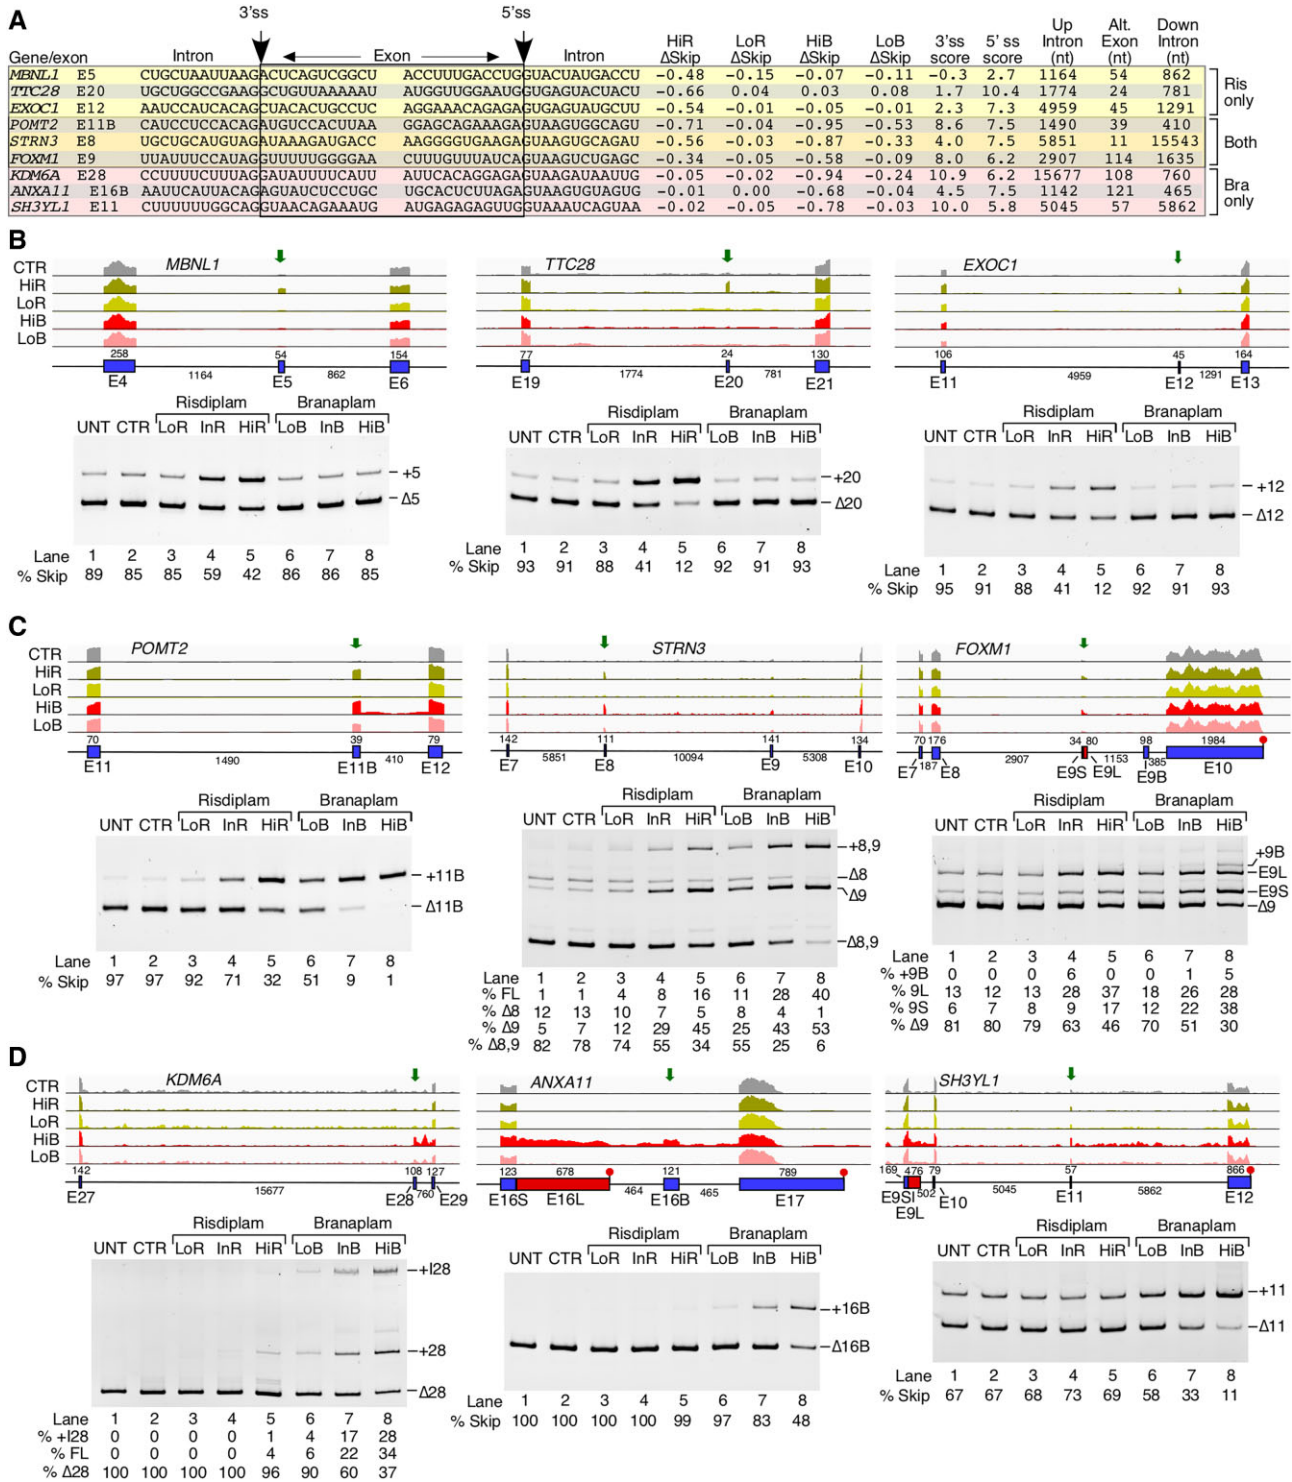 A
3'ss 5'ss
Gene/exon Intron Exon Intron HiR ΔSkip LoR ΔSkip HiB ΔSkip LoB ΔSkip 3'ss score 5' ss score Up Intron (nt) Alt. Exon (nt) Down Intron (nt)
MBNL1 E5 CUGCUAAUUAAGACUCAGUCGGCU ACCUUUGACCUGGUACUAUGACCU −0.48 −0.15 −0.07 −0.11 −0.3 2.7 1164 54 862
TTC28 E20 UGCUGGCCGAAGGCUGUUAAAAAU AUGGUUGGAAUGGUGAGUACUACU −0.66 0.04 0.03 0.08 1.7 10.4 1774 24 781
EXOC1 E12 AAUCCAUCACAGCUACACUGCCUC AGGAAACAGAGAGUGAGUAUGCUU −0.54 −0.01 −0.05 −0.01 2.3 7.3 4959 45 1291
Ris only
POMT2 E11B CAUCCUCCACAGAUGUCCACUUAA GGAGCAGAAAGAGUAAGUGGCAGU −0.71 −0.04 −0.95 −0.53 8.6 7.5 1490 39 410
STRN3 E8 UGCUGCAUGUAGAUAAAGAUGACC AAGGGGUGAAGAGUAAGUGCAGAU −0.56 −0.03 −0.87 −0.33 4.0 7.5 5851 11 15543
FOXM1 E9 UUAUUUCCAUAGGUUUUUGGGGAA CUUUGUUUAUCAGUAAGUCUGAGC −0.34 −0.05 −0.58 −0.09 8.0 6.2 2907 114 1635
Both
KDM6A E28 CCUUUUCUUUAGGAUAUUUUCAUU AUUCACAGGAGAGUAAGAUAAUUG −0.05 −0.02 −0.94 −0.24 10.9 6.2 15677 108 760
ANXA11 E16B AAUUCAUUACAGAGUAUCUCCUGC UGCACUCUUAGAGUAAGUGUAGUG −0.01 0.00 −0.68 −0.04 4.5 7.5 1142 121 465
SH3YL1 E11 CUUUUUUGGCAGGUAACAGAAAUG AUGAGAGAGUUGGUAAAUCAGUAA −0.02 −0.05 −0.78 −0.03 10.0 5.8 5045 57 5862
Bra only
B
MBNL1 TTC28 EXOC1
CTR
HiR
LoR
HiB
LoB
258 54 154
E4 1164 E5 862 E6
77 24 130
E19 1774 E20 781 E21
106 45 164
E11 4959 E12 1291 E13
Risdiplam Branaplam
UNT CTR LoR InR HiR LoB InB HiB
+5
Δ5
Lane 1 2 3 4 5 6 7 8
% Skip 89 85 85 59 42 86 86 85
Risdiplam Branaplam
UNT CTR LoR InR HiR LoB InB HiB
+20
Δ20
Lane 1 2 3 4 5 6 7 8
% Skip 93 91 88 41 12 92 91 93
Risdiplam Branaplam
UNT CTR LoR InR HiR LoB InB HiB
+12
Δ12
Lane 1 2 3 4 5 6 7 8
% Skip 95 91 88 41 12 92 91 93
C
POMT2 STRN3 FOXM1
CTR
HiR
LoR
HiB
LoB
70 39 79
E11 1490 E11B 410 E12
142 111 141 134
E7 5851 E8 10094 E9 5308 E10
70 176 34 80 98 1984
E7 187 E8 2907 E9S E9L 1153 E9B 385 E10
Risdiplam Branaplam
UNT CTR LoR InR HiR LoB InB HiB
+11B
Δ11B
Lane 1 2 3 4 5 6 7 8
% Skip 97 97 92 71 32 51 9 1
Risdiplam Branaplam
UNT CTR LoR InR HiR LoB InB HiB
+8,9
Δ8
Δ9
Δ8,9
Lane 1 2 3 4 5 6 7 8
% FL 1 1 4 8 16 11 28 40
% Δ8 12 13 10 7 5 8 4 1
% Δ9 5 7 12 29 45 25 43 53
% Δ8,9 82 78 74 55 34 55 25 6
Risdiplam Branaplam
UNT CTR LoR InR HiR LoB InB HiB
+9B
E9L
E9S
Δ9
Lane 1 2 3 4 5 6 7 8
% +9B 0 0 0 6 0 0 1 5
% 9L 13 12 13 28 37 18 26 28
% 9S 6 7 8 9 17 12 22 38
% Δ9 81 80 79 63 46 70 51 30
D
KDM6A ANXA11 SH3YL1
CTR
HiR
LoR
HiB
LoB
142 108 127
E27 15677 E28 760 E29
123 678 121 789
E16S E16L 464 E16B 465 E17
169 476 79 57 866
E9SI E9L 502 E10 5045 E11 5862 E12
Risdiplam Branaplam
UNT CTR LoR InR HiR LoB InB HiB
+I28
+28
Δ28
Lane 1 2 3 4 5 6 7 8
% +I28 0 0 0 0 1 4 17 28
% FL 0 0 0 0 4 6 22 34
% Δ28 100 100 100 100 96 90 60 37
Risdiplam Branaplam
UNT CTR LoR InR HiR LoB InB HiB
+16B
Δ16B
Lane 1 2 3 4 5 6 7 8
% Skip 100 100 100 100 99 97 83 48
Risdiplam Branaplam
UNT CTR LoR InR HiR LoB InB HiB
+11
Δ11
Lane 1 2 3 4 5 6 7 8
% Skip 67 67 68 73 69 58 33 11